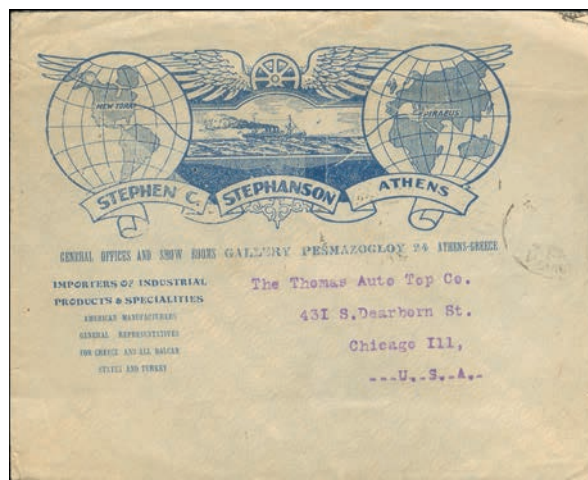 NEW YORK
PIRAEUS
STEPHEN C. STEPHANSON ATHENS
GENERAL OFFICES AND SHOW ROOMS GALLERY PESMAZOGLOY 24 ATHENS-GREECE
IMPORTERS OF INDUSTRIAL
PRODUCTS & SPECIALITIES
AMERICAN MANUFACTURERS
GENERAL REPRESENTATIVES
FOR GREECE AND ALL BALCAN
STATES AND TURKEY
The Thomas Auto Top Co.
431 S.Dearborn St.
Chicago Ill,
---U.S.A.-